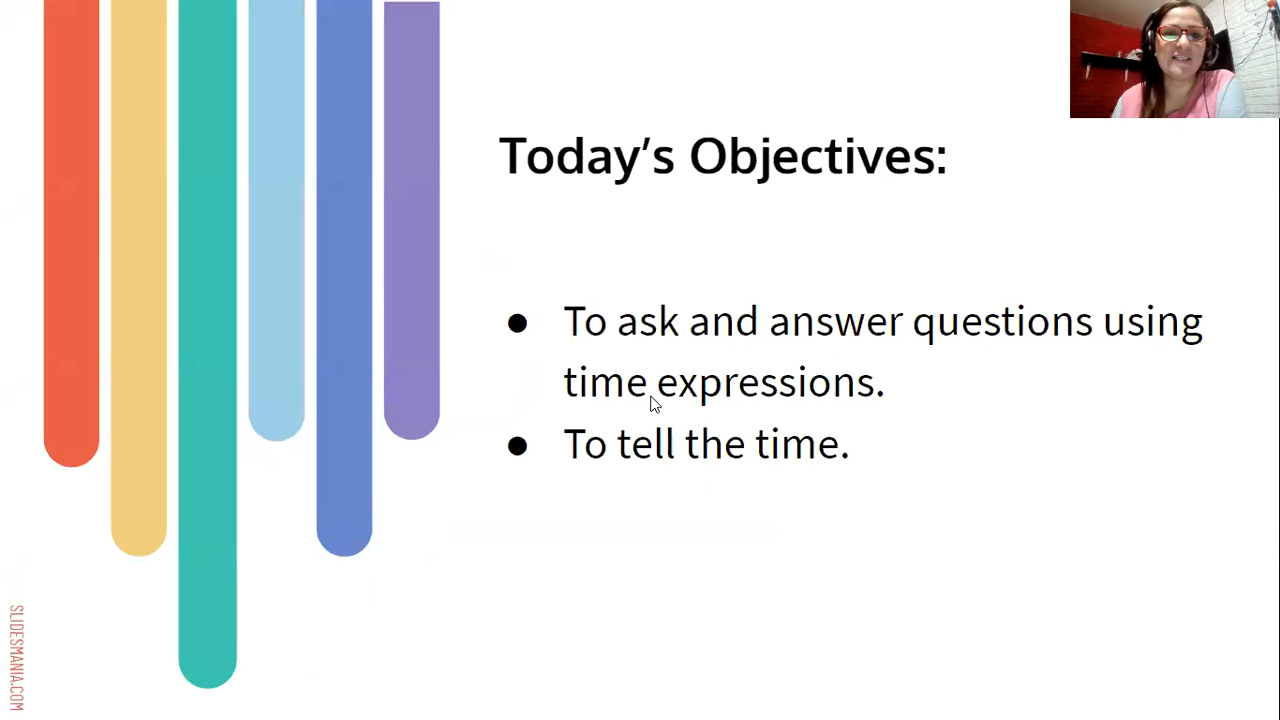 Today's Objectives:
● To ask and answer questions using
time expressions.
● To tell the time.
SLIDESMANIA.COM